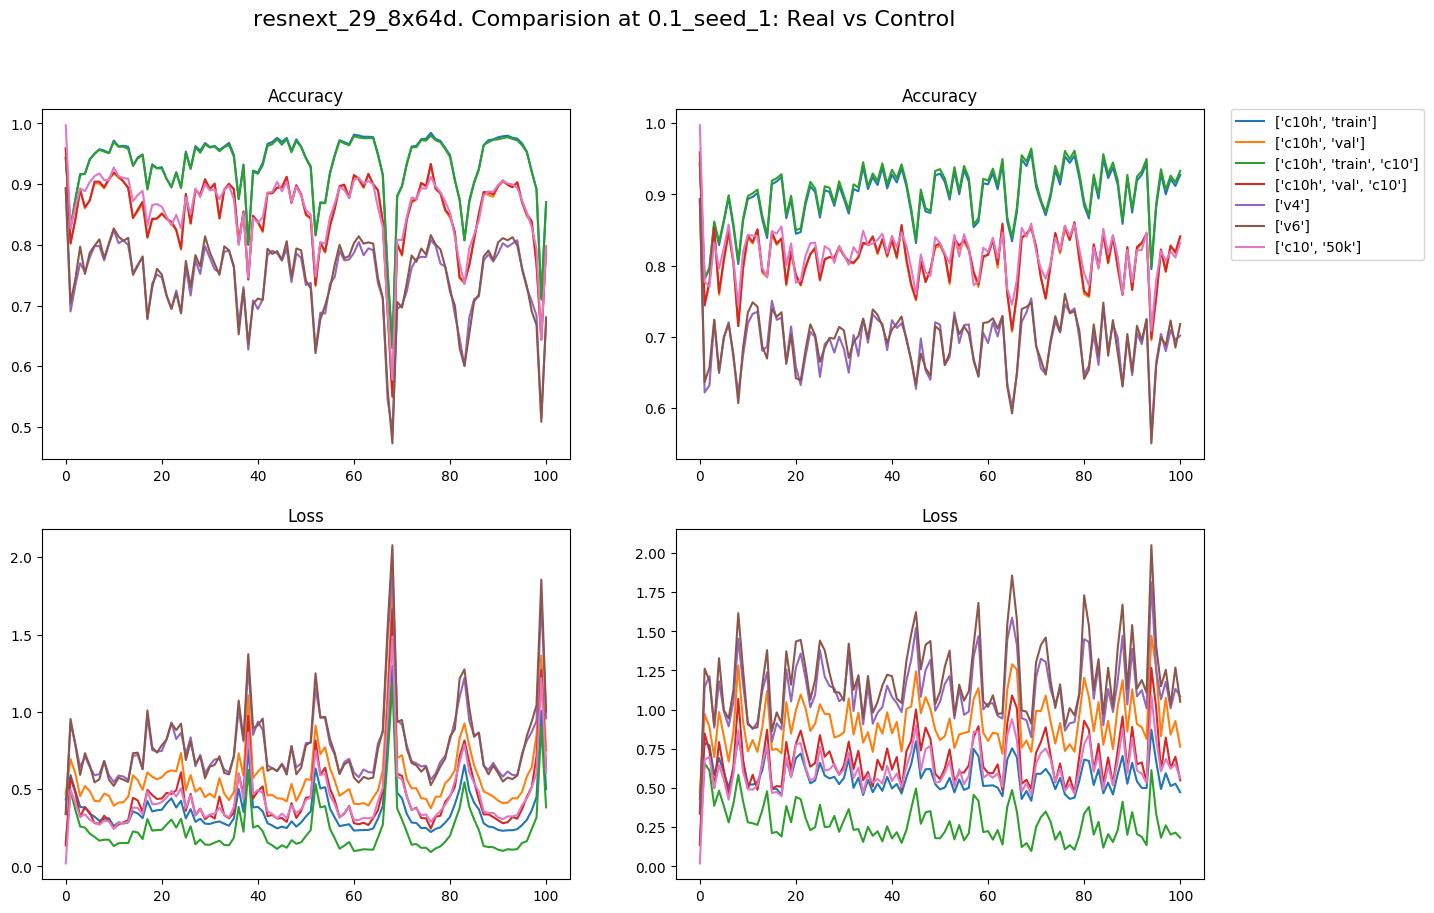 resnext_29_8x64d. Comparision at 0.1_seed_1: Real vs Control
Accuracy
1.0
0.9
0.8
0.7
0.6
0.5
0 20 40 60 80 100
Accuracy
1.0
0.9
0.8
0.7
0.6
0 20 40 60 80 100
['c10h', 'train']
['c10h', 'val']
['c10h', 'train', 'c10']
['c10h', 'val', 'c10']
['v4']
['v6']
['c10', '50k']
Loss
2.0
1.5
1.0
0.5
0.0
0 20 40 60 80 100
Loss
2.00
1.75
1.50
1.25
1.00
0.75
0.50
0.25
0.00
0 20 40 60 80 100